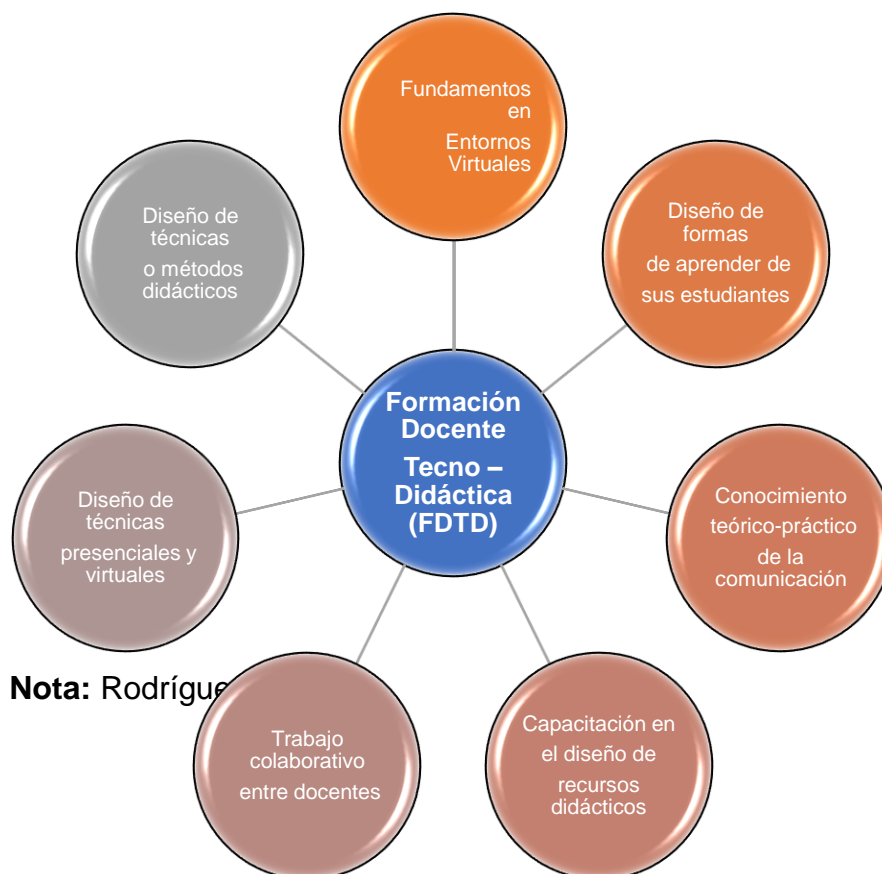 Fundamentos
en
Entornos
Virtuales
Diseño de
formas
de aprender de
sus estudiantes
Conocimiento
teórico-práctico
de la
comunicación
Capacitación en
el diseño de
recursos
didácticos
Trabajo
colaborativo
entre docentes
Diseño de
técnicas
presenciales y
virtuales
Diseño de
técnicas
o métodos
didácticos
Formación
Docente
Tecno –
Didáctica
(FDTD)
Nota: